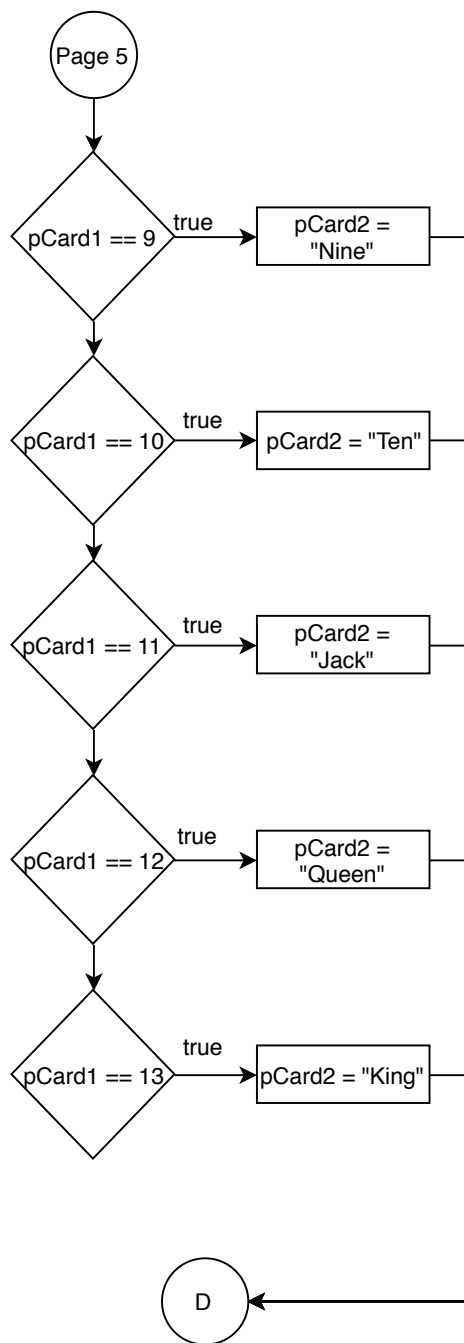 Page 5
pCard1 == 9
true
pCard2 =
"Nine"
pCard1 == 10
true
pCard2 = "Ten"
pCard1 == 11
true
pCard2 =
"Jack"
pCard1 == 12
true
pCard2 =
"Queen"
pCard1 == 13
true
pCard2 = "King"
D